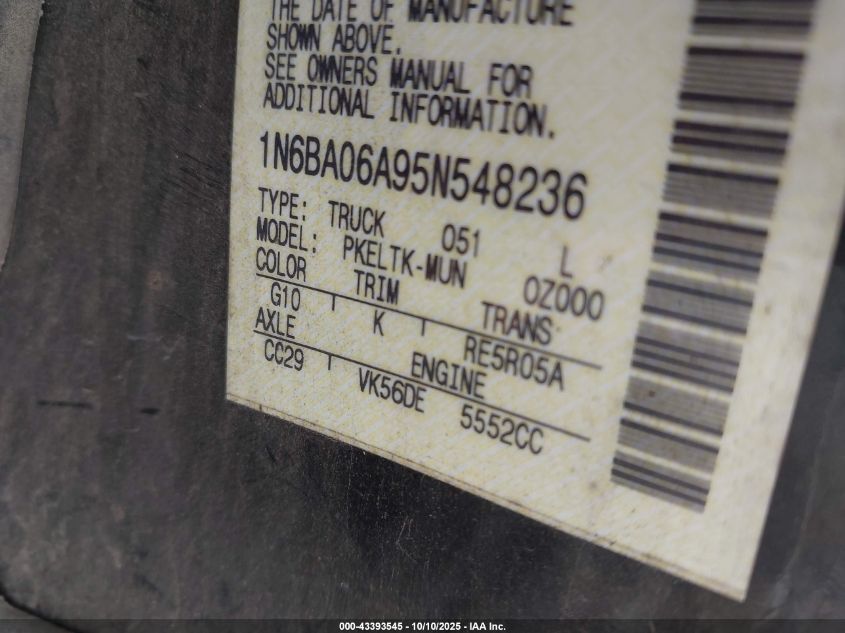 THE DATE OF MANUFACTURE
SHOWN ABOVE.
SEE OWNERS MANUAL FOR
ADDITIONAL INFORMATION.
1N6BA06A95N548236
TYPE: TRUCK 051 L
MODEL: PKELTK-MUN 0Z000
COLOR TRIM TRANS
G10 K RE5R05A
AXLE ENGINE
CC29 VK56DE 5552CC
000-43393545 - 10/10/2025 - IAA Inc.